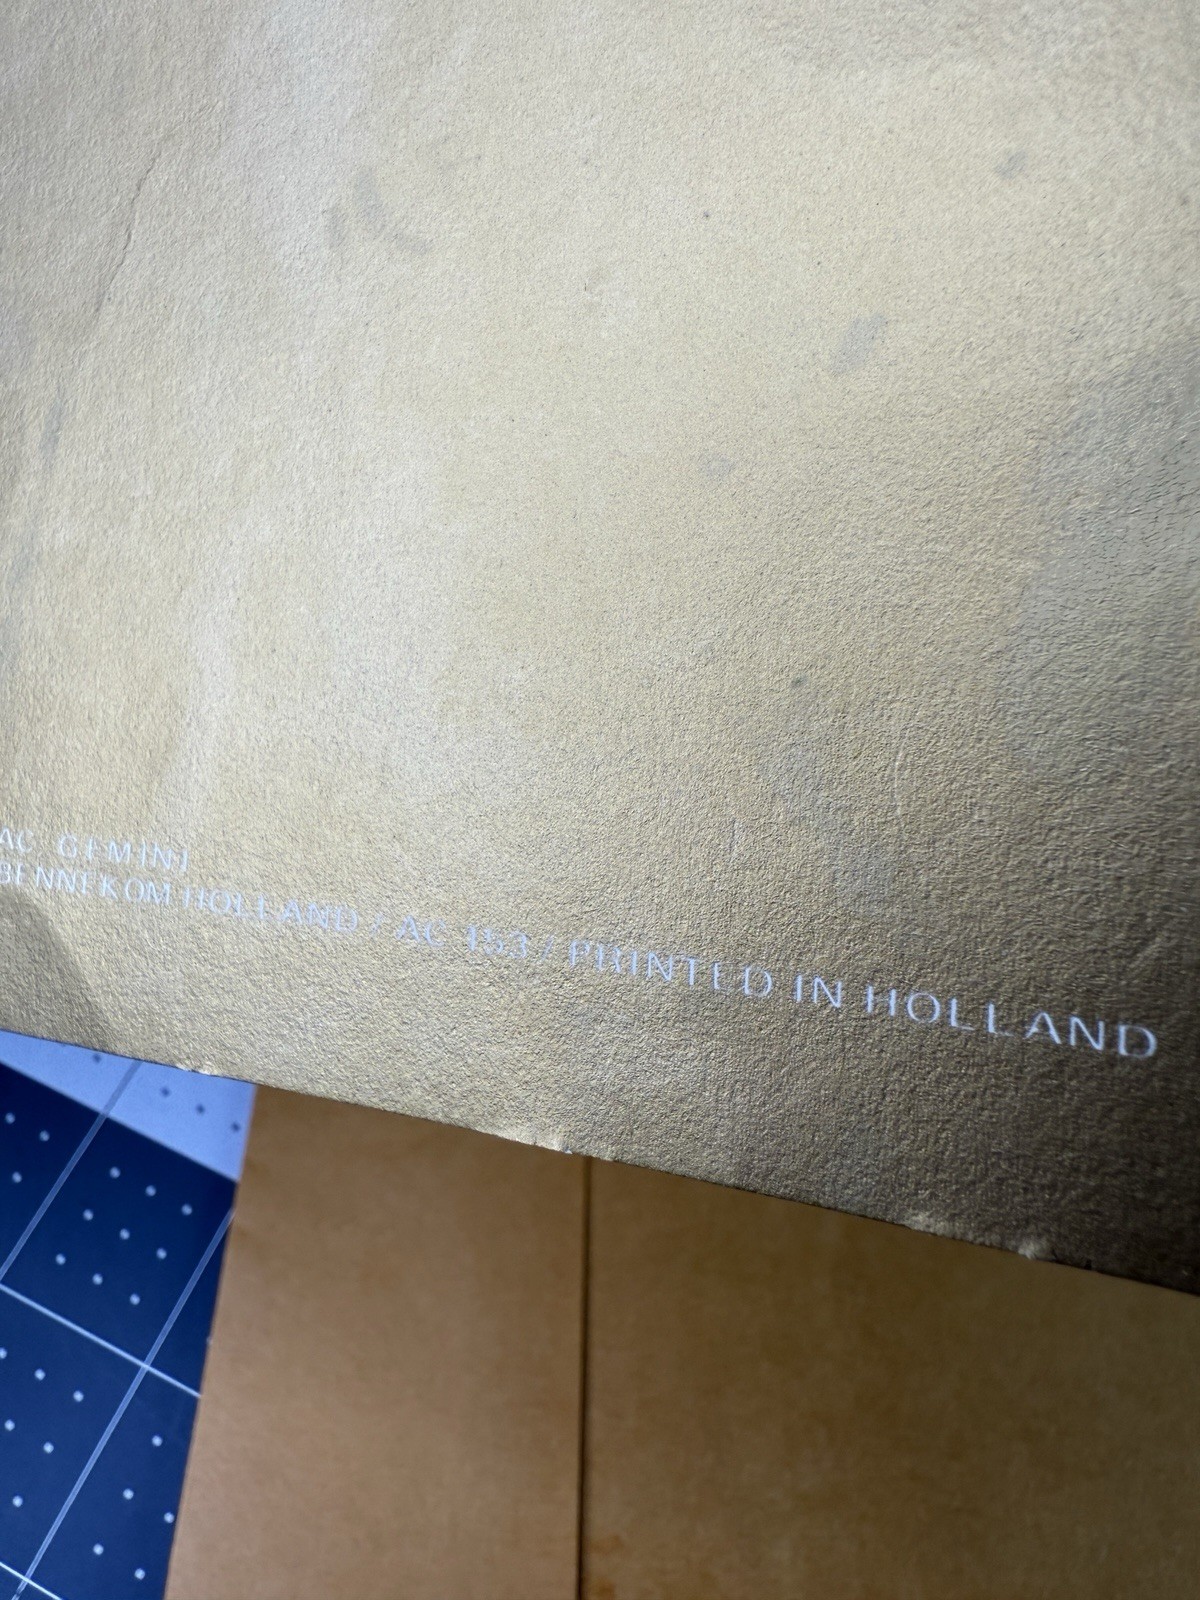 AC GEMINI
BENNEKOM HOLLAND / AC 153 / PRINTED IN HOLLAND